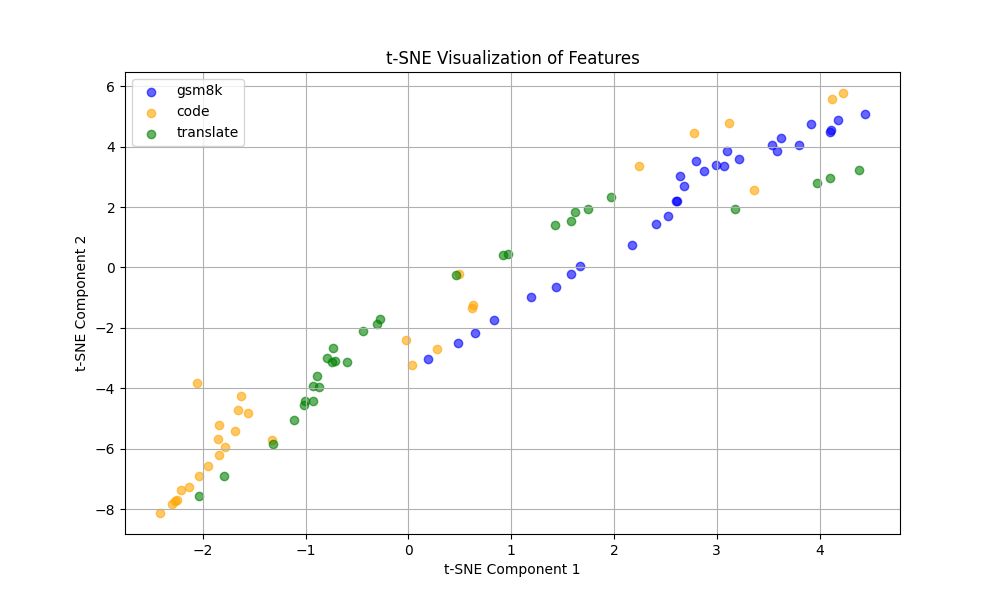 t-SNE Visualization of Features
gsm8k
code
translate
t-SNE Component 2
6
4
2
0
−2
−4
−6
−8
−2
−1
0
1
2
3
4
t-SNE Component 1